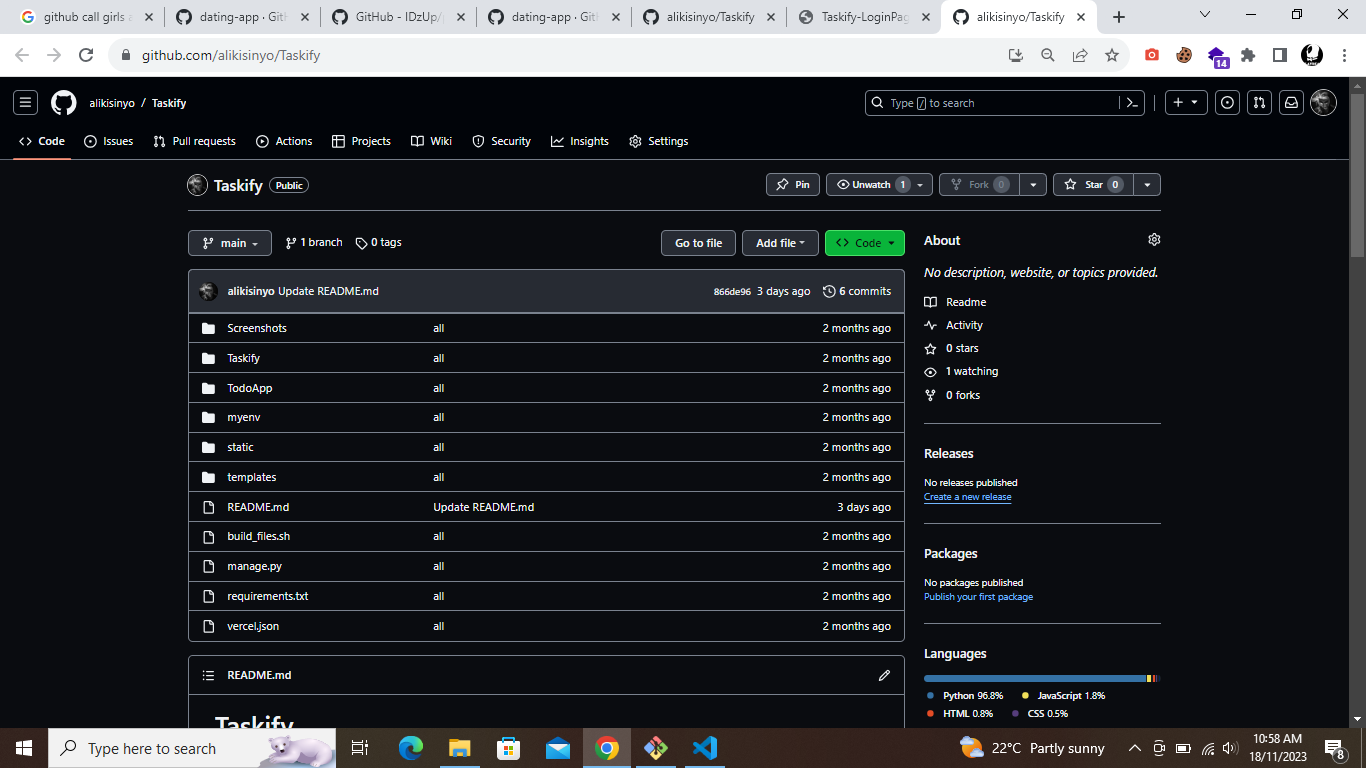 github call girls a
dating-app · Gitl
GitHub - IDzUp/p
dating-app · Gitl
alikisinyo/Taskify
Taskify-LoginPag
alikisinyo/Taskify
github.com/alikisinyo/Taskify
14
alikisinyo / Taskify
Type / to search
Code
Issues
Pull requests
Actions
Projects
Wiki
Security
Insights
Settings
Taskify Public
Pin
Unwatch 1
Fork 0
Star 0
main
1 branch
0 tags
Go to file
Add file
Code
About
No description, website, or topics provided.
alikisinyo Update README.md 866de96 3 days ago 6 commits
Screenshots all 2 months ago
Taskify all 2 months ago
TodoApp all 2 months ago
myenv all 2 months ago
static all 2 months ago
templates all 2 months ago
README.md Update README.md 3 days ago
build_files.sh all 2 months ago
manage.py all 2 months ago
requirements.txt all 2 months ago
vercel.json all 2 months ago
Readme
Activity
0 stars
1 watching
0 forks
Releases
No releases published
Create a new release
Packages
No packages published
Publish your first package
Languages
Python 96.8% JavaScript 1.8%
HTML 0.8% CSS 0.5%
README.md
Taskify
Type here to search
22°C Partly sunny
10:58 AM
18/11/2023
8